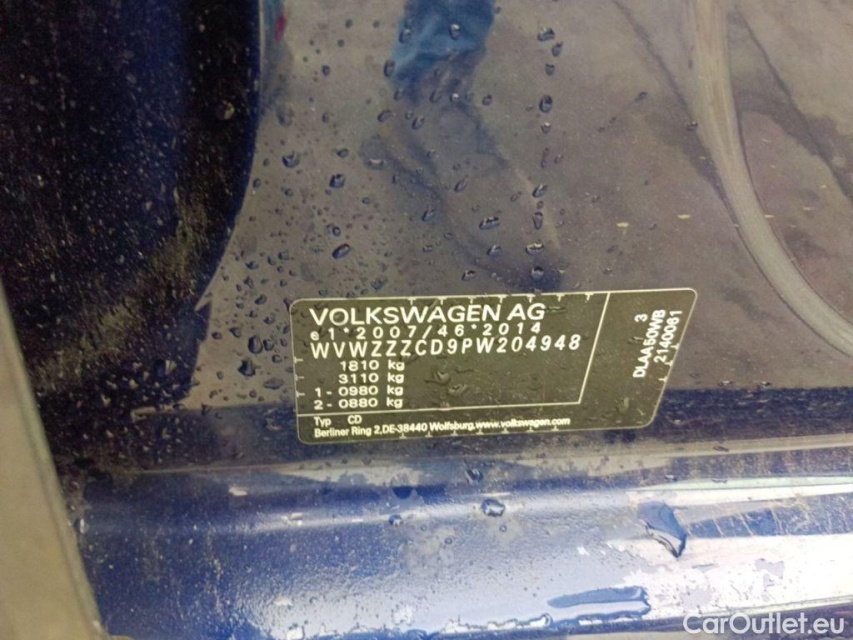 VOLKSWAGEN AG
e1*2007/46*2014
WVWZZZCD9PW204948
1810 kg
3110 kg
1- 0980 kg
2- 0880 kg
Typ CD
Berliner Ring 2,DE-38440 Wolfsburg,www.volkswagen.com
3
DLAA50WB
2140061
CarOutlet.eu